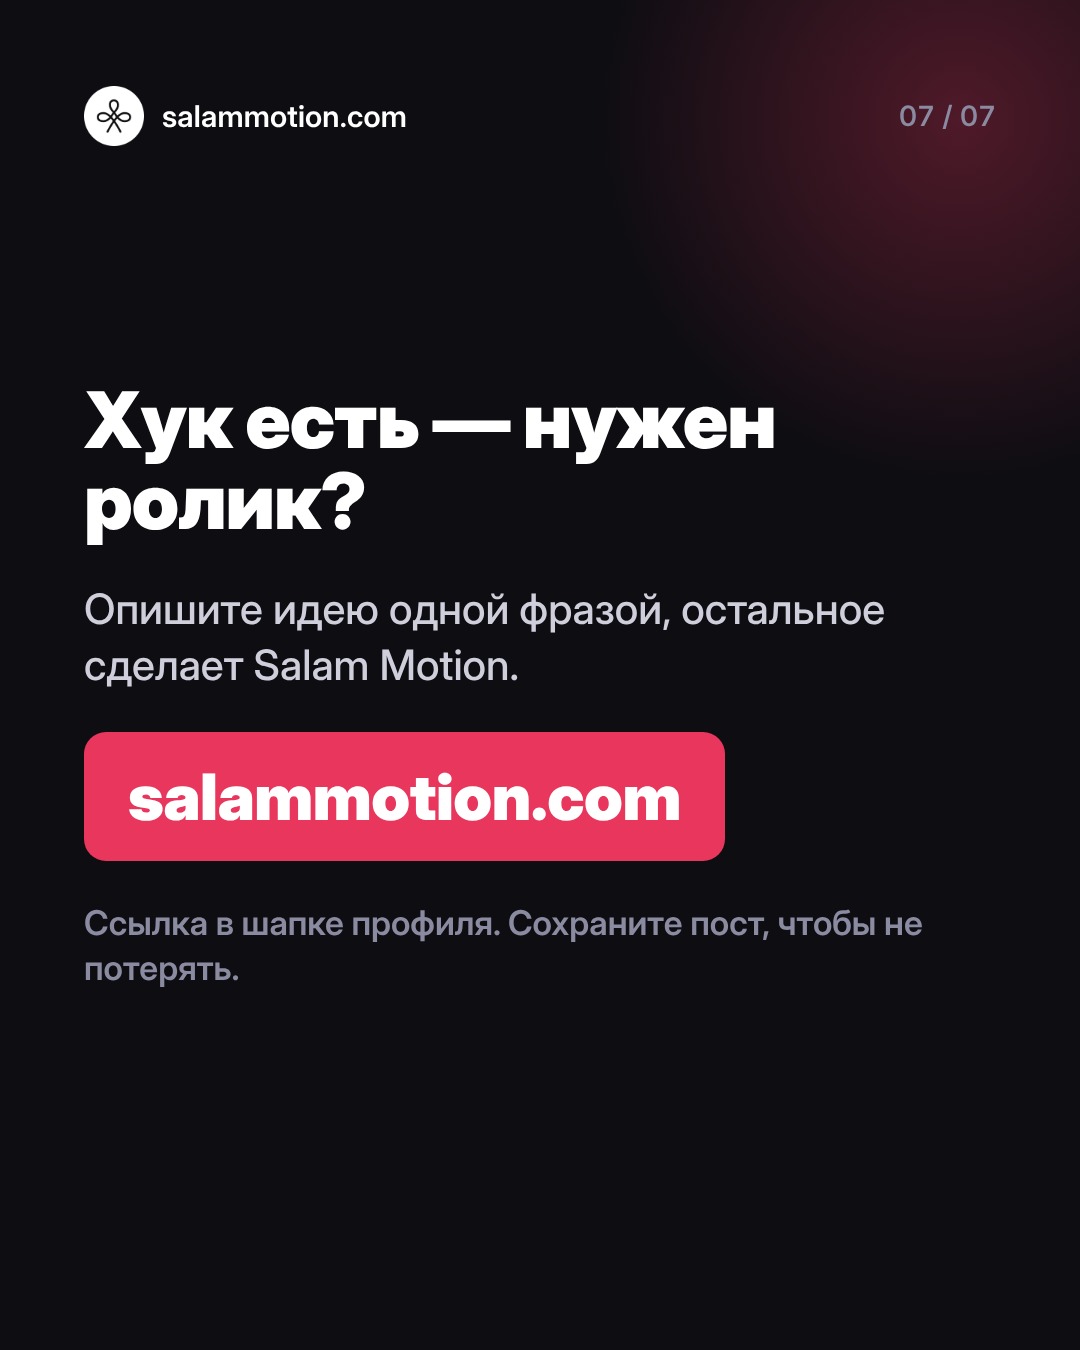 salammotion.com
07 / 07
Хук есть — нужен
ролик?
Опишите идею одной фразой, остальное
сделает Salam Motion.
salammotion.com
Ссылка в шапке профиля. Сохраните пост, чтобы не
потерять.